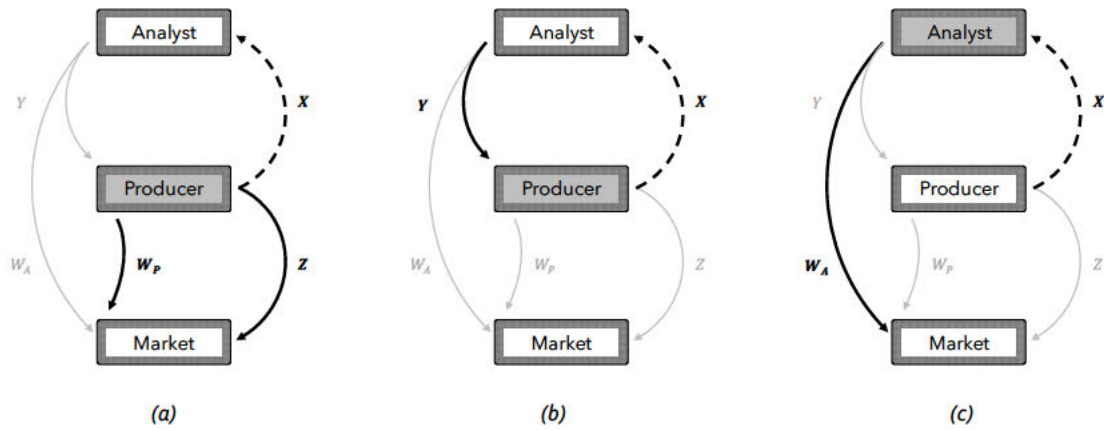 Analyst
Y
X
Producer
W_A
W_P
Z
Market
(a)
Analyst
Y
X
Producer
W_A
W_P
Z
Market
(b)
Analyst
Y
X
Producer
W_A
W_P
Z
Market
(c)